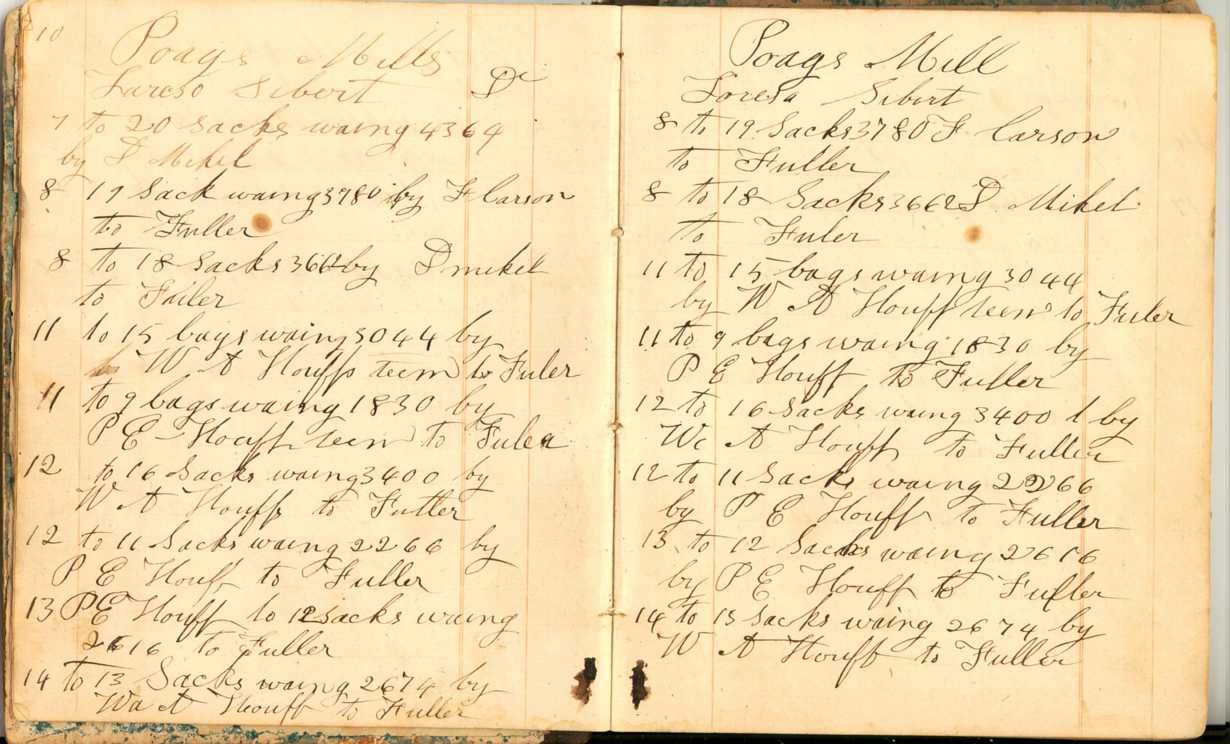 10
Poags Mills
Loreso Sibert Dr
7 to 20 Sacks waing 4364
by D Mikel
8 19 Sack waing 3780 by F Carson
to Fuller
8 to 18 Sacks 3662 by D mikel
to Fuler
11 to 15 bags waing 3044 by
W A Houffs teem to Fuler
11 to 9 bags waing 1830 by
P E Houff teem to Fuler
12 to 16 Sacks waing 3400 by
W A Houffs to Fuller
12 to 11 Sacks waing 2266 by
P E Houff to Fuller
13 P E Houff to 12 Sacks waing
2616 to Fuller
14 to 13 Sacks waing 2674 by
Wa A Houff to Fuller
Poags Mill
Loresa Sibert
8 to 19 Sacks 3780 F Carson
to Fuller
8 to 18 Sacks 3662 D Mikel
to Fuler
11 to 15 bags waing 3044
by W A Houff teem to Fuler
11 to 9 bags waing 1830 by
P E Houff to Fuller
12 to 16 Sacks waing 3400 l by
W A Houff to Fuller
12 to 11 Sacks waing 2266
by P E Houff to Fuller
13 to 12 Sacks waing 2616
by P E Houff to Fuller
14 to 13 Sacks waing 2674 by
W A Houff to Fuller